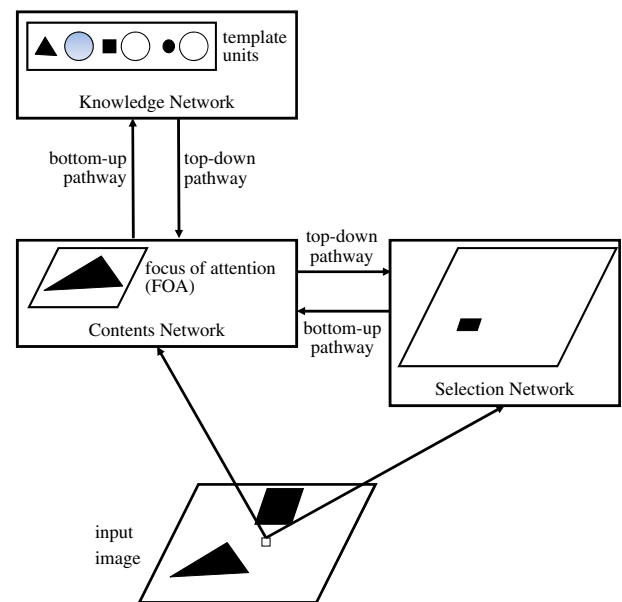 template
units
Knowledge Network
bottom-up
pathway
top-down
pathway
focus of attention
(FOA)
Contents Network
top-down
pathway
bottom-up
pathway
Selection Network
input
image